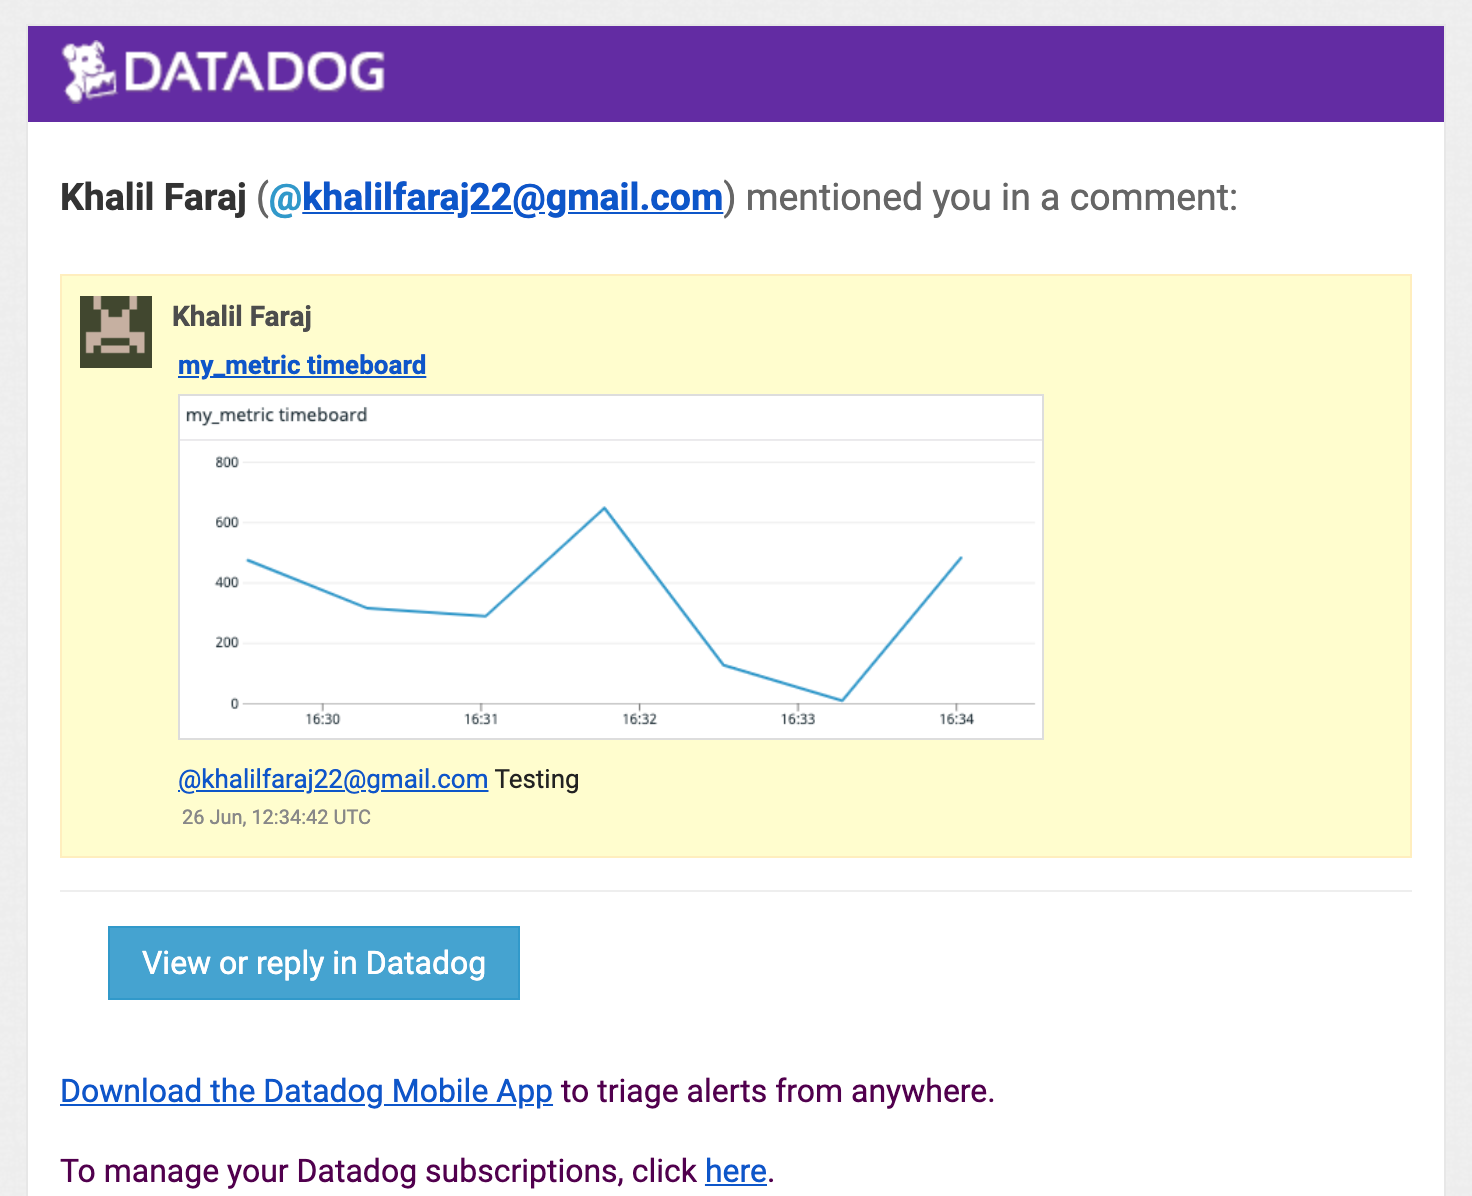 DATADOG
Khalil Faraj (@khalilfaraj22@gmail.com) mentioned you in a comment:
Khalil Faraj
my_metric timeboard
my_metric timeboard
800
600
400
200
0
16:30 16:31 16:32 16:33 16:34
@khalilfaraj22@gmail.com Testing
26 Jun, 12:34:42 UTC
View or reply in Datadog
Download the Datadog Mobile App to triage alerts from anywhere.
To manage your Datadog subscriptions, click here.